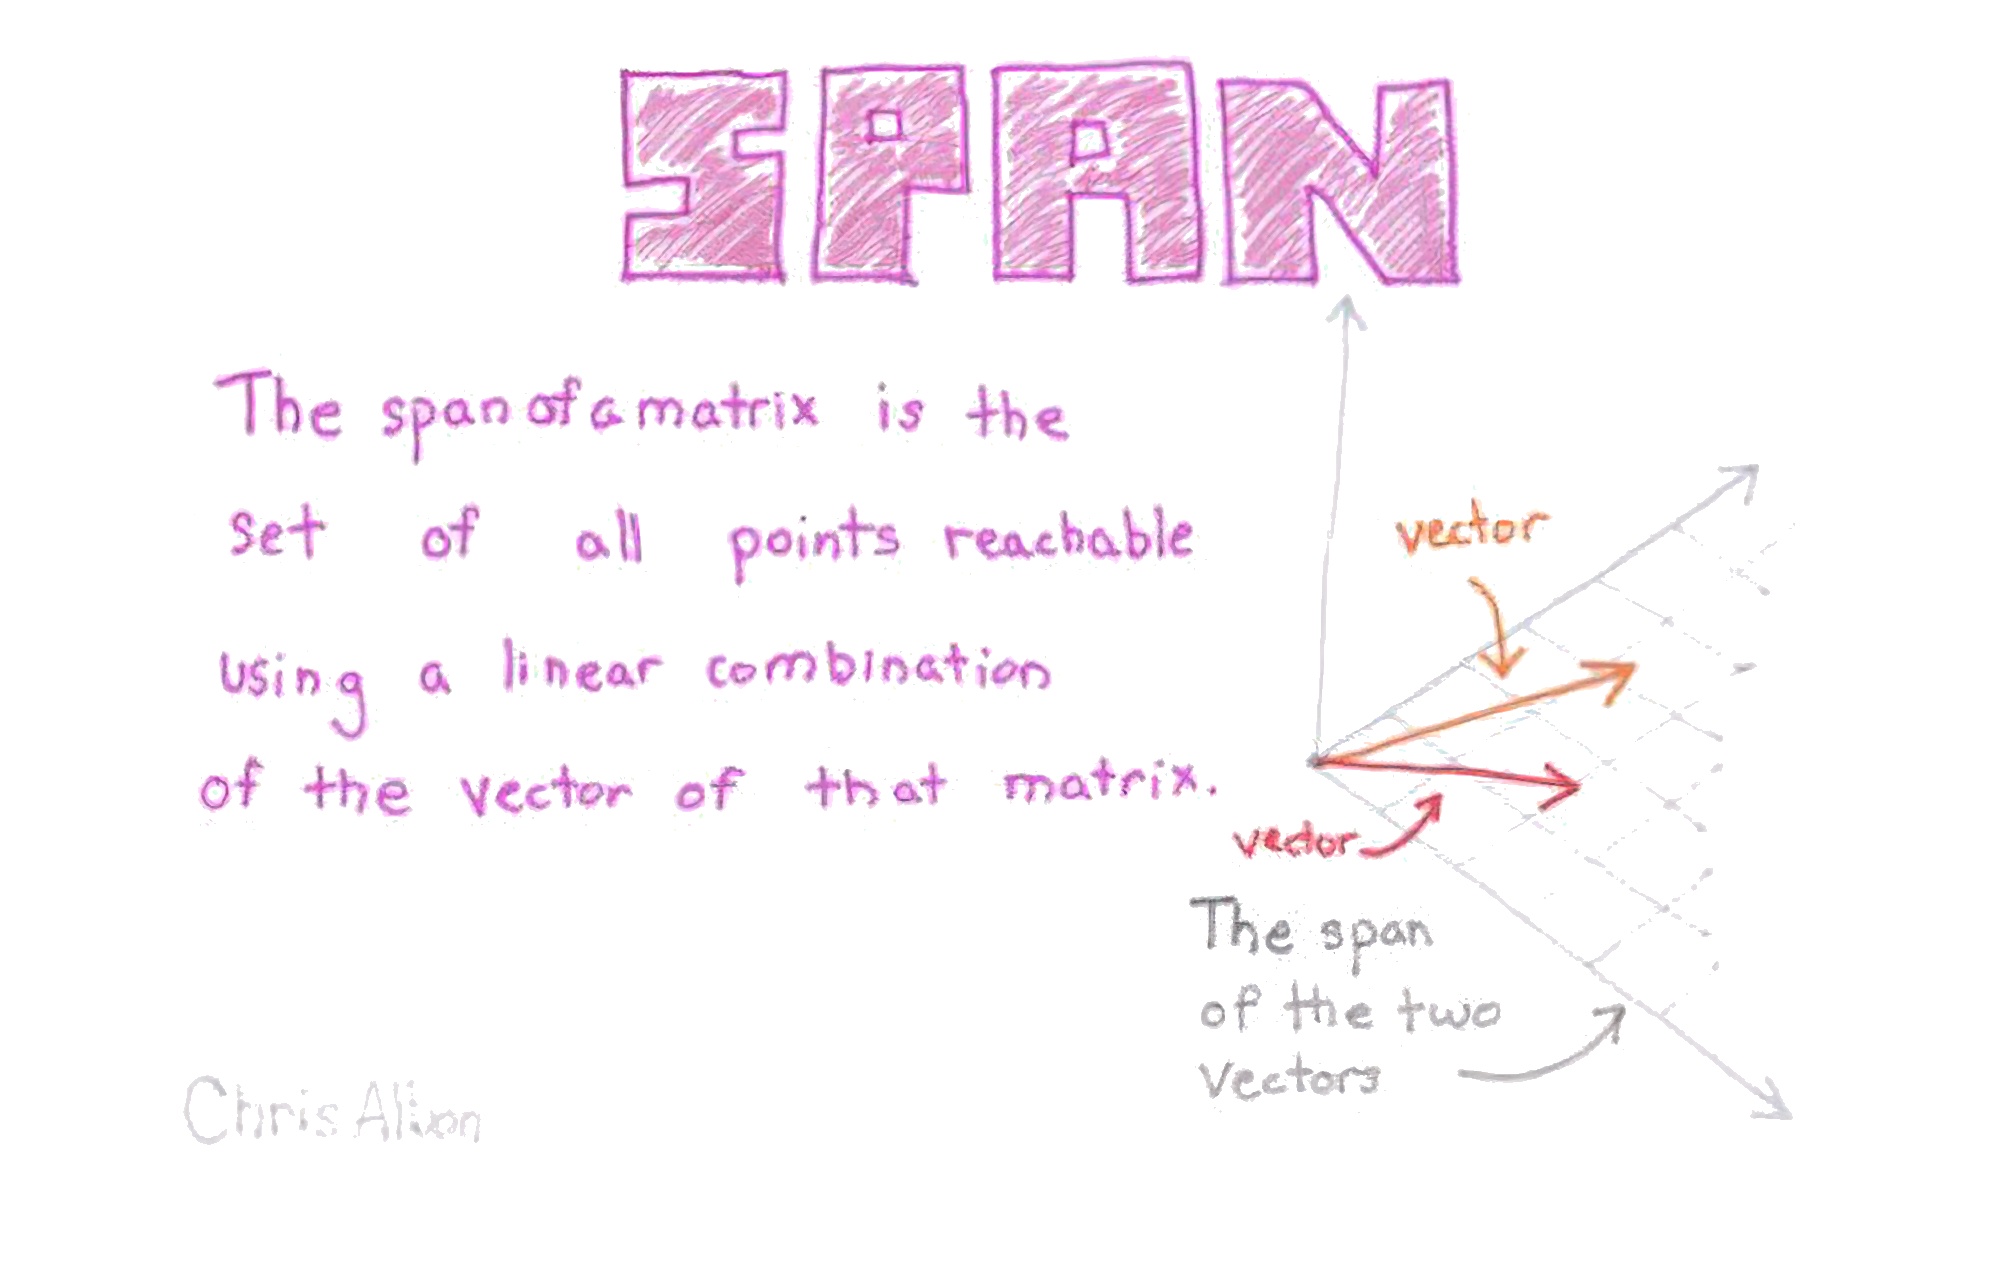 SPAN
The span of a matrix is the
set of all points reachable
using a linear combination
of the vector of that matrix.
vector
vector
The span
of the two
vectors
Chris Albon